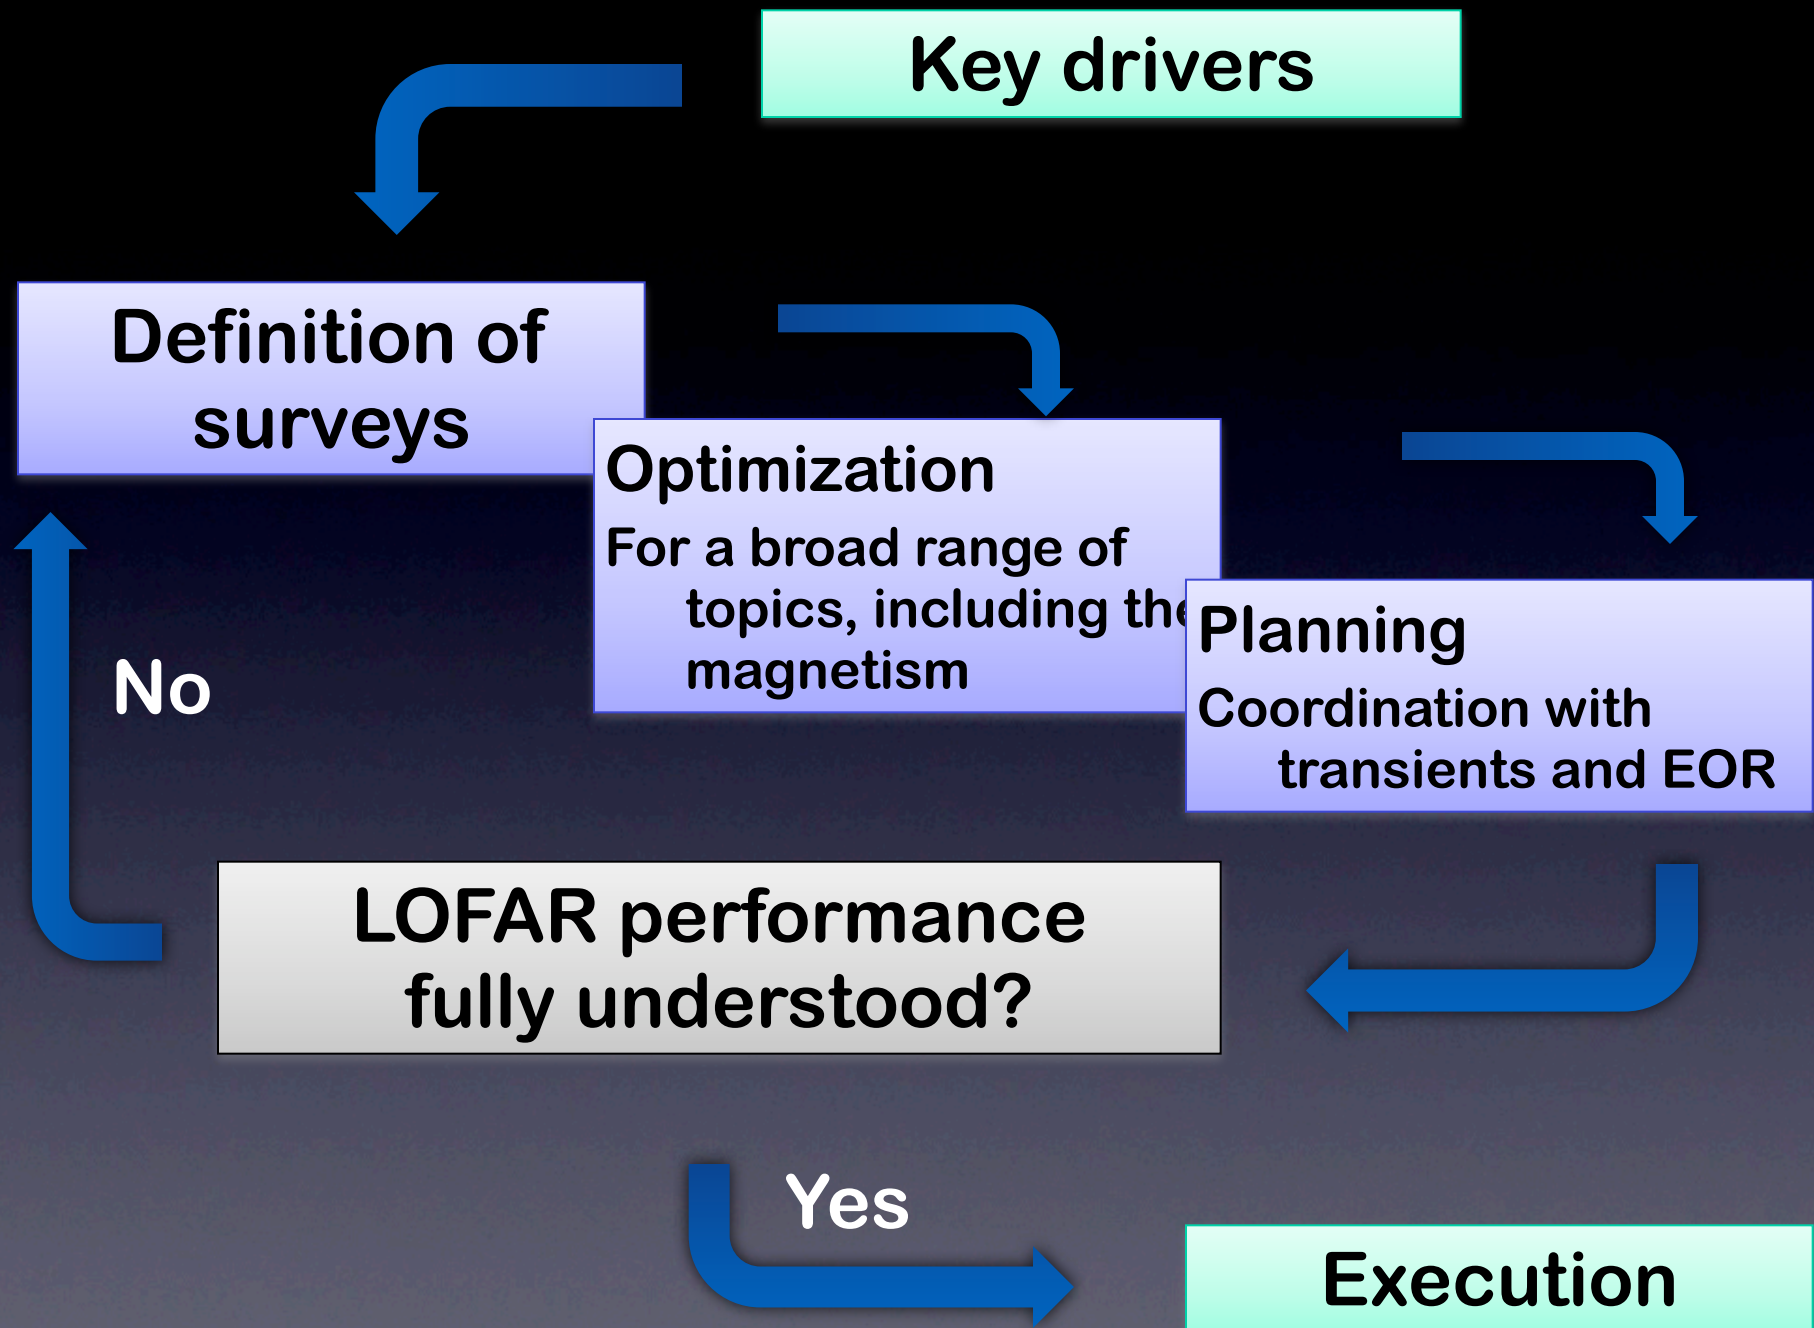 Key drivers
Definition of
surveys
Optimization
For a broad range of
topics, including the
magnetism
Planning
Coordination with
transients and EOR
No
LOFAR performance
fully understood?
Yes
Execution